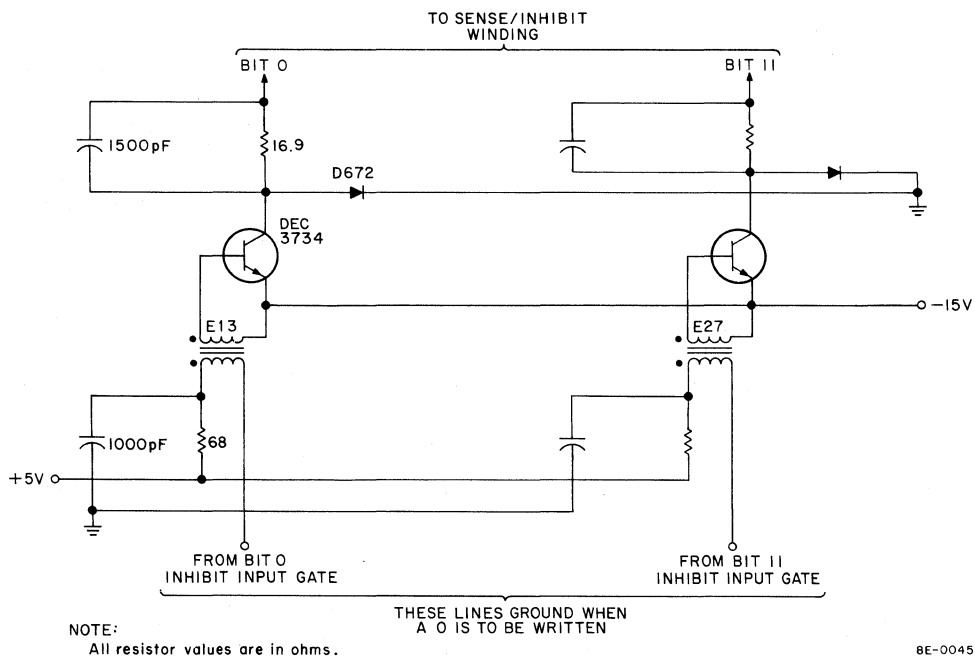 TO SENSE/INHIBIT
WINDING
BIT 0
BIT 11
1500pF
16.9
D672
DEC
3734
-15V
E13
E27
1000pF
68
+5V
FROM BIT 0
INHIBIT INPUT GATE
FROM BIT 11
INHIBIT INPUT GATE
THESE LINES GROUND WHEN
A 0 IS TO BE WRITTEN
NOTE:
All resistor values are in ohms.
8E-0045